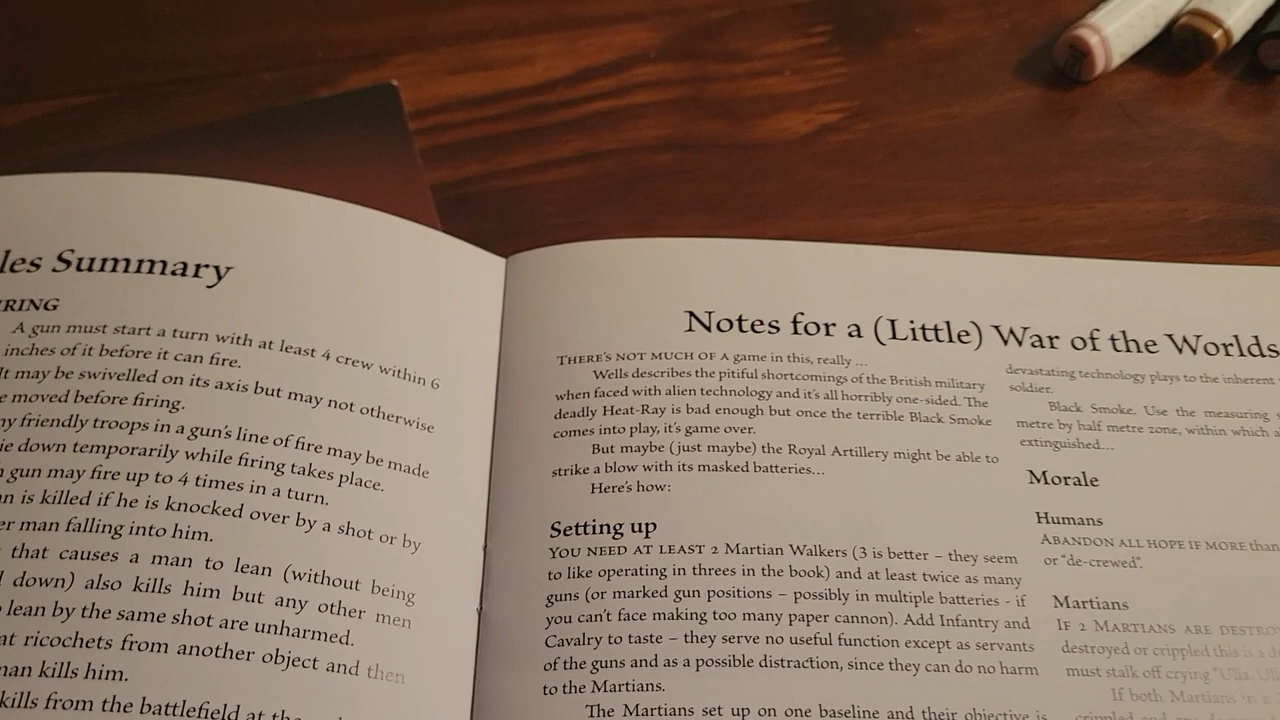 les Summary
IRING
A gun must start a turn with at least 4 crew within 6
inches of it before it can fire.
It may be swivelled on its axis but may not otherwise
e moved before firing.
ny friendly troops in a gun's line of fire may be made
ie down temporarily while firing takes place.
gun may fire up to 4 times in a turn.
n is killed if he is knocked over by a shot or by
er man falling into him.
that causes a man to lean (without being
down) also kills him but any other men
lean by the same shot are unharmed.
at ricochets from another object and then
man kills him.
kills from the battlefield at the
Notes for a (Little) War of the Worlds
THERE'S NOT MUCH OF A game in this, really ...
Wells describes the pitiful shortcomings of the British military
when faced with alien technology and it's all horribly one-sided. The
deadly Heat-Ray is bad enough but once the terrible Black Smoke
comes into play, it's game over.
But maybe (just maybe) the Royal Artillery might be able to
strike a blow with its masked batteries...
Here's how:
Setting up
YOU NEED AT LEAST 2 Martian Walkers (3 is better – they seem
to like operating in threes in the book) and at least twice as many
guns (or marked gun positions – possibly in multiple batteries - if
you can't face making too many paper cannon). Add Infantry and
Cavalry to taste – they serve no useful function except as servants
of the guns and as a possible distraction, since they can do no harm
to the Martians.
The Martians set up on one baseline and their objective is
devastating technology plays to the inherent
soldier.
Black Smoke. Use the measuring
metre by half metre zone, within which
extinguished...
Morale
Humans
ABANDON ALL HOPE IF MORE than
or "de-crewed".
Martians
IF 2 MARTIANS ARE DESTRO
destroyed or crippled this is a d
must stalk off crying "Ulla, Ull
If both Martians in a